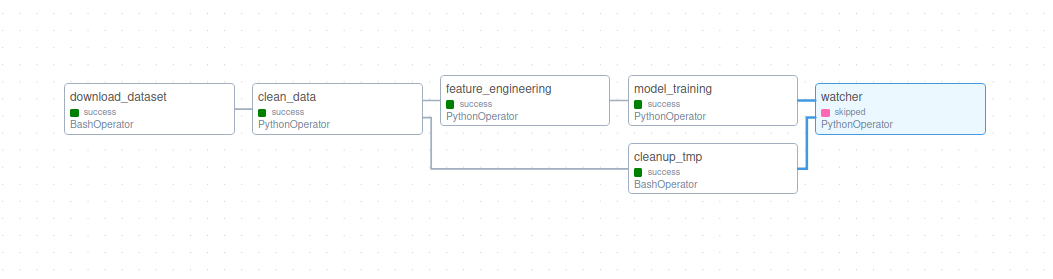 download_dataset
success
BashOperator
clean_data
success
PythonOperator
feature_engineering
success
PythonOperator
model_training
success
PythonOperator
cleanup_tmp
success
BashOperator
watcher
skipped
PythonOperator